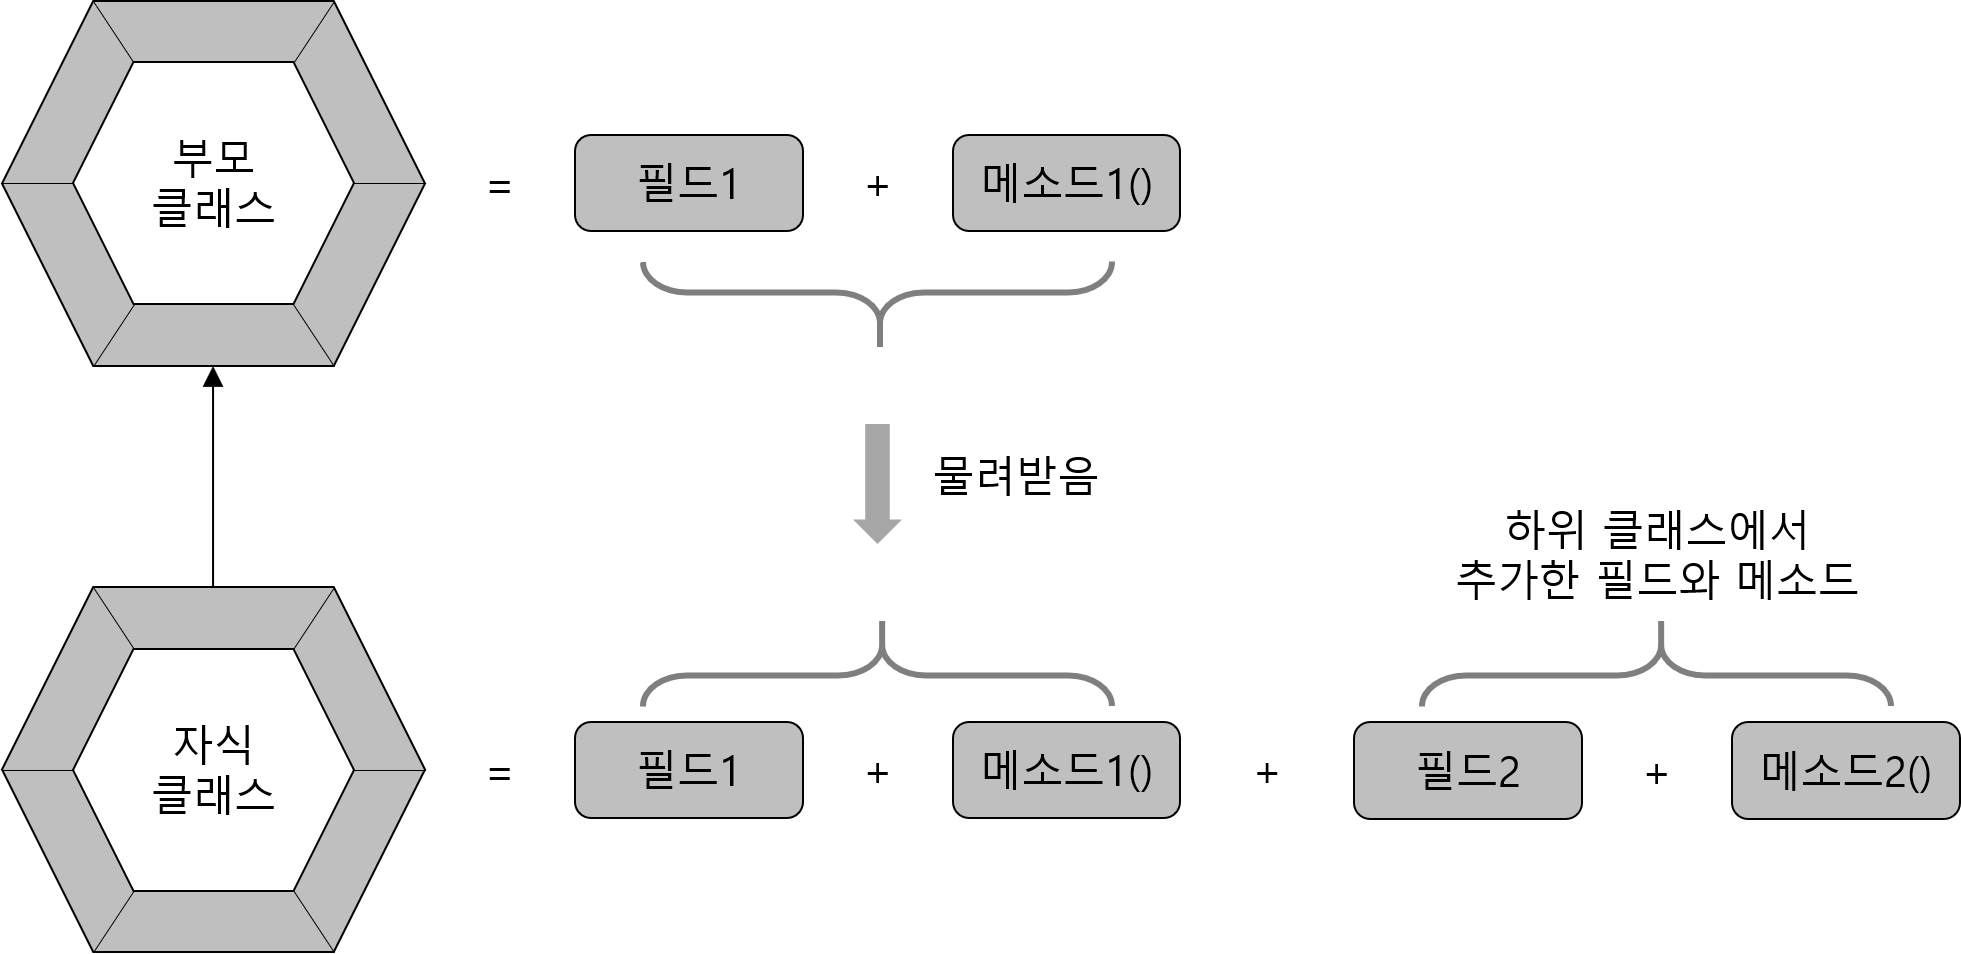 부모
클래스
= 필드1 + 메소드1()
물려받음
하위 클래스에서
추가한 필드와 메소드
자식
클래스
= 필드1 + 메소드1() + 필드2 + 메소드2()